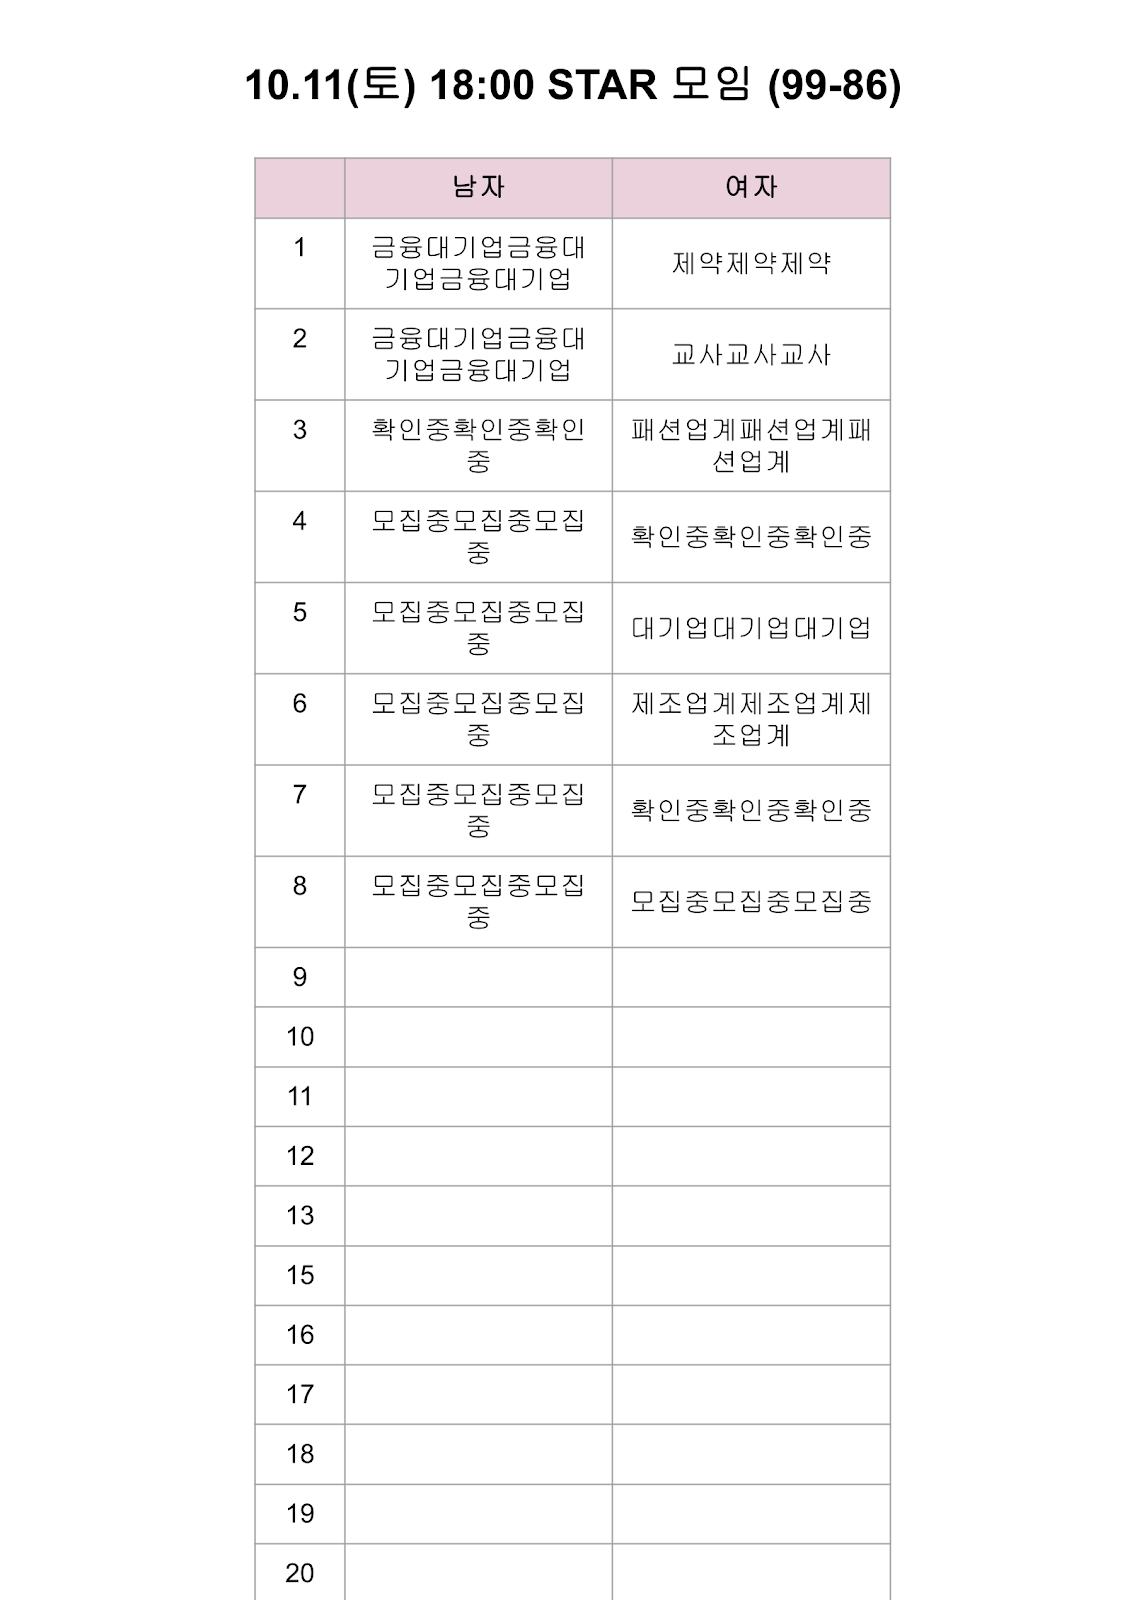 10.11(토) 18:00 STAR 모임 (99-86)
남자 여자
1 금융대기업금융대
기업금융대기업 제약제약제약
2 금융대기업금융대
기업금융대기업 교사교사교사
3 확인중확인중확인
중 패션업계패션업계패
션업계
4 모집중모집중모집
중 확인중확인중확인중
5 모집중모집중모집
중 대기업대기업대기업
6 모집중모집중모집
중 제조업계제조업계제
조업계
7 모집중모집중모집
중 확인중확인중확인중
8 모집중모집중모집
중 모집중모집중모집중
9
10
11
12
13
15
16
17
18
19
20